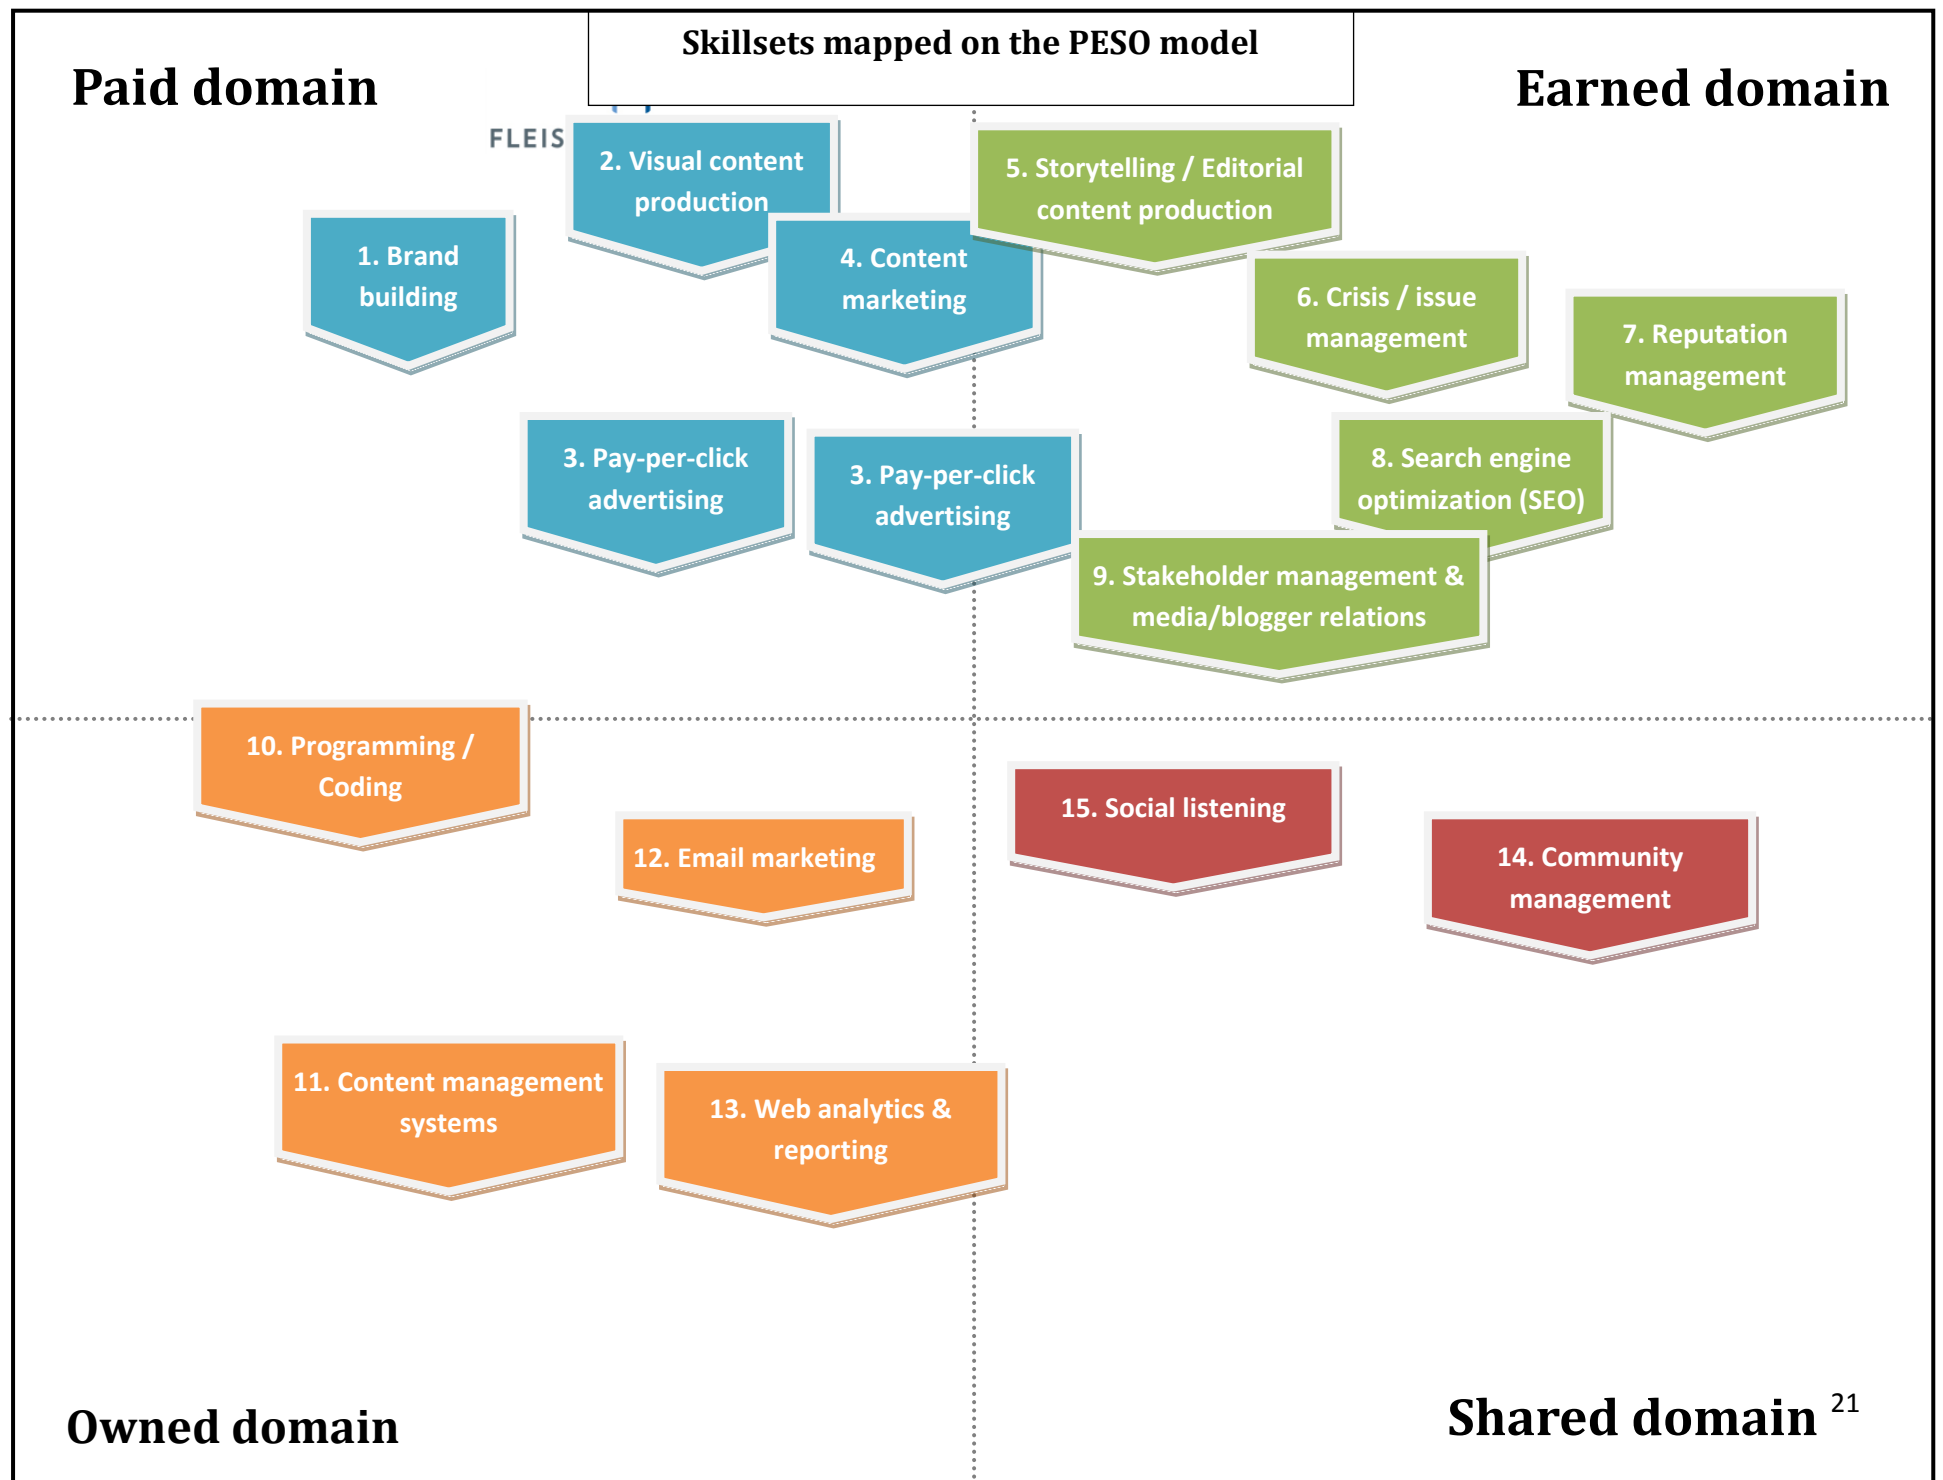 Skillsets mapped on the PESO model
Paid domain
Earned domain
FLEIS
2. Visual content
production
5. Storytelling / Editorial
content production
1. Brand
building
4. Content
marketing
6. Crisis / issue
management
7. Reputation
management
3. Pay-per-click
advertising
3. Pay-per-click
advertising
8. Search engine
optimization (SEO)
9. Stakeholder management &
media/blogger relations
10. Programming /
Coding
12. Email marketing
15. Social listening
14. Community
management
11. Content management
systems
13. Web analytics &
reporting
Owned domain
Shared domain 21